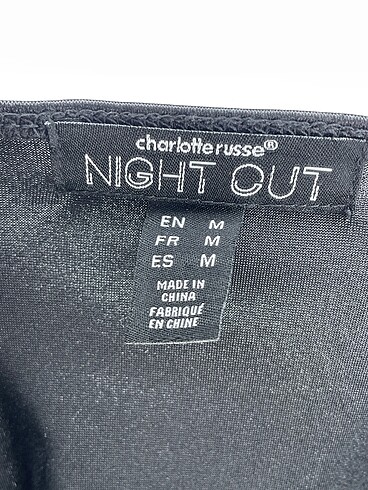 charlotte russe®
NIGHT OUT
EN M
FR M
ES M
MADE IN
CHINA
FABRIQUÉ
EN CHINE